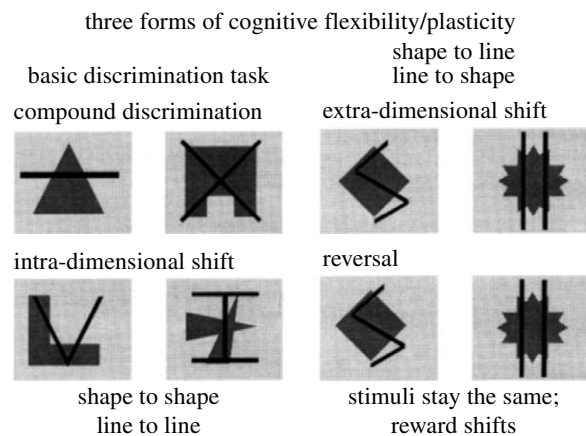 three forms of cognitive flexibility/plasticity
basic discrimination task
shape to line
line to shape
compound discrimination
extra-dimensional shift
intra-dimensional shift
reversal
shape to shape
line to line
stimuli stay the same;
reward shifts